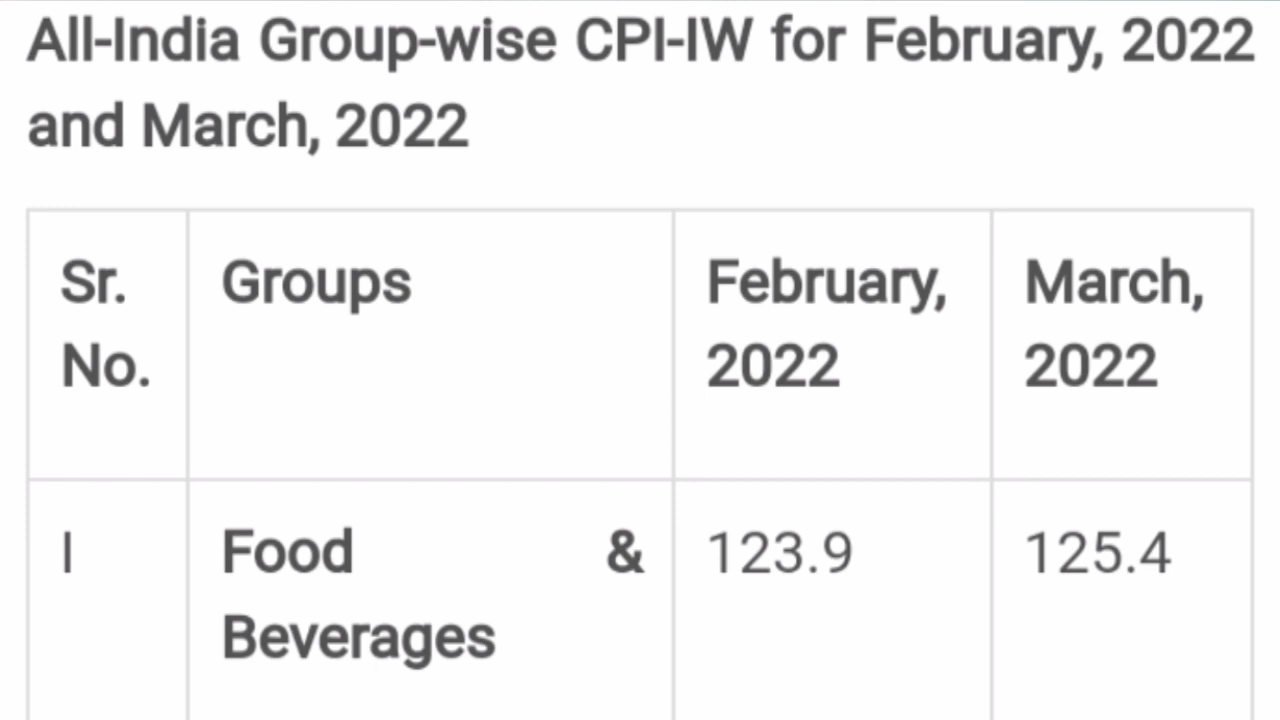 All-India Group-wise CPI-IW for February, 2022
and March, 2022
Sr. No.
Groups
February, 2022
March, 2022
I
Food & Beverages
123.9
125.4